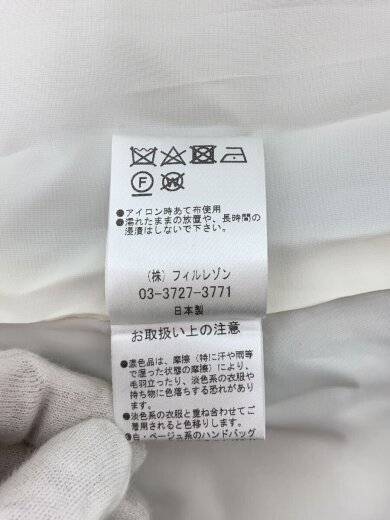 F
W
●アイロン時あて布使用
●濡れたままの放置や、長時間の
浸漬はしないで下さい。
(株) フィルレゾン
03-3727-3771
日本製
お取扱い上の注意
●濃色品は、摩擦(特に汗や雨等
で湿った状態の摩擦)により、
毛羽立ったり、淡色系の衣服や
持ち物に色落ちする恐れがあり
ます。
●淡色系の衣服と重ね合わせてご
着用されると色移りします。
●白・ベージュ系のハンドバッグ